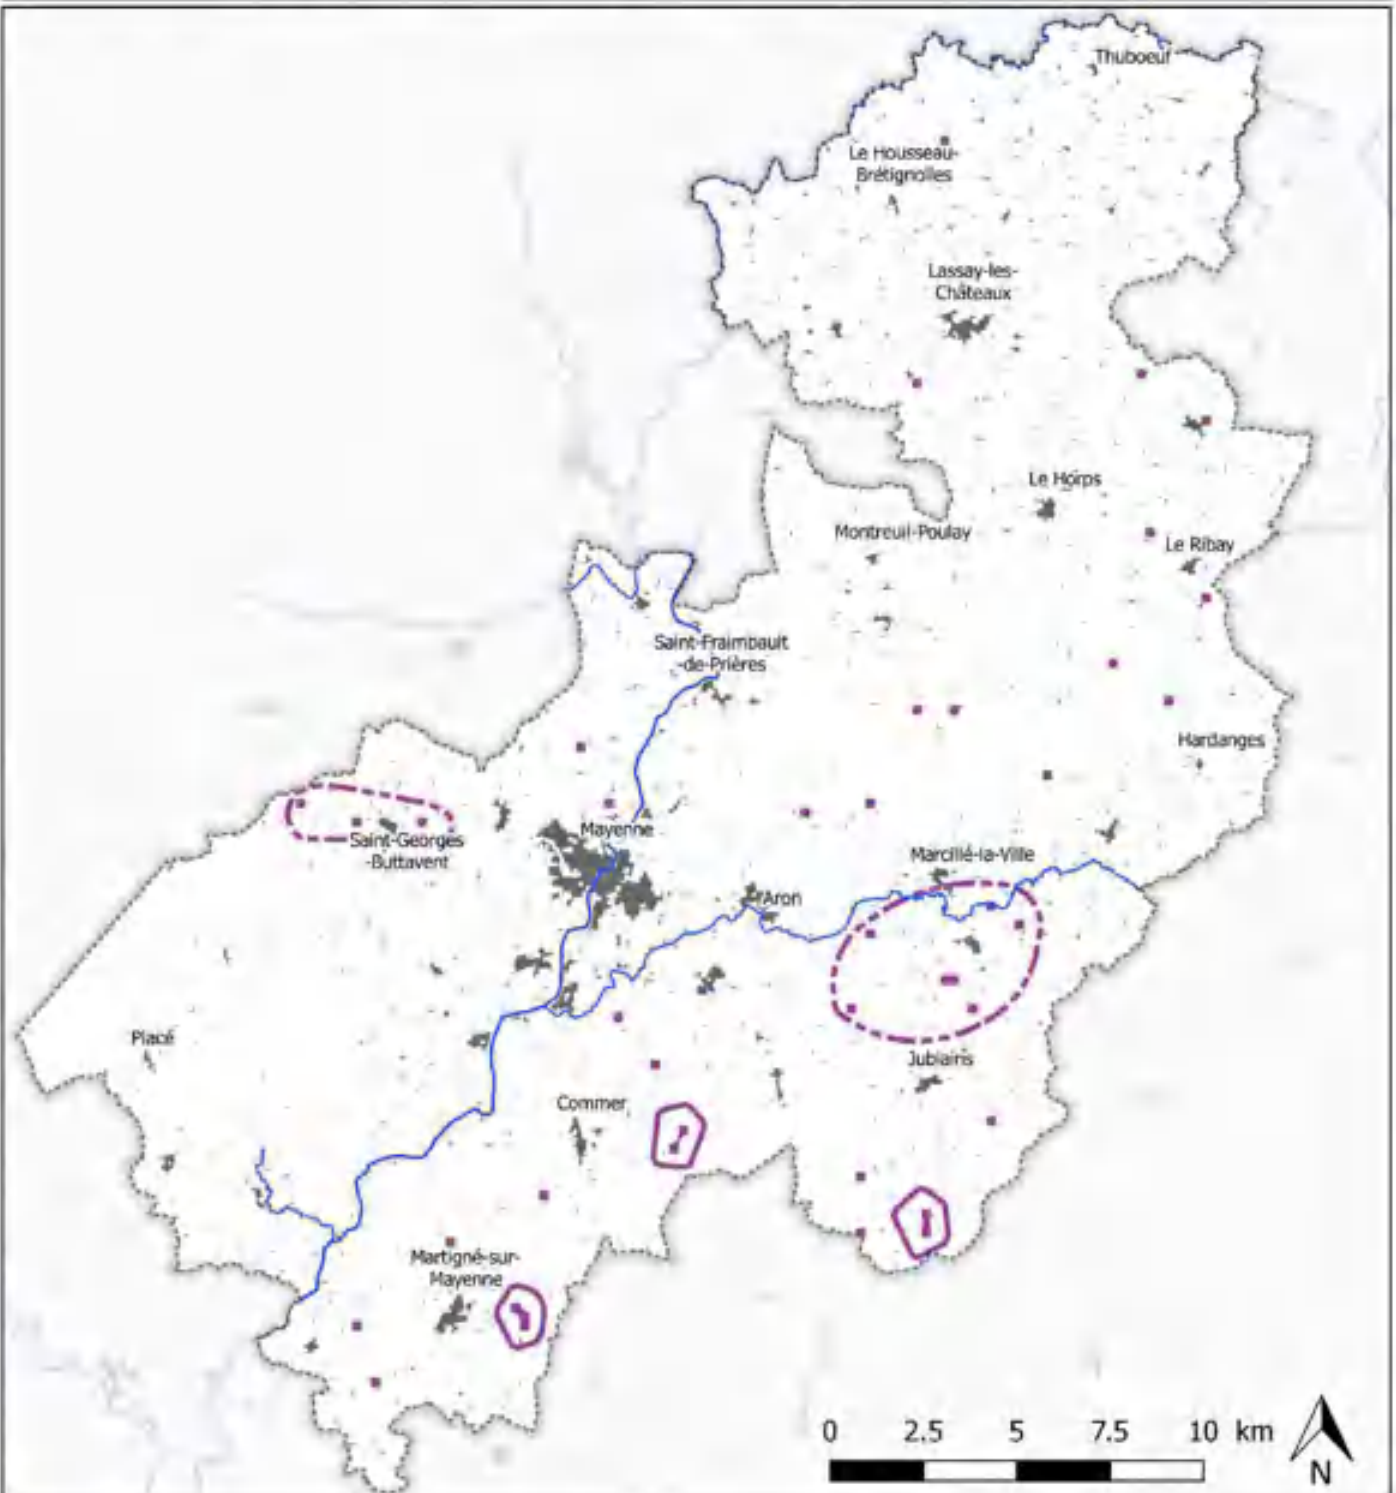 Thuboeuf
Le Housseau-
Brétignolles
Lassay-les-
Châteaux
Le Horps
Montreuil-Poulay
Le Ribay
Saint-Fraimbault
-de-Prières
Hardanges
Mayenne
Saint-Georges
-Buttavent
Marcillé-la-Ville
Aron
Placé
Jublains
Commer
Martigné-sur-
Mayenne
0 2.5 5 7.5 10 km
N